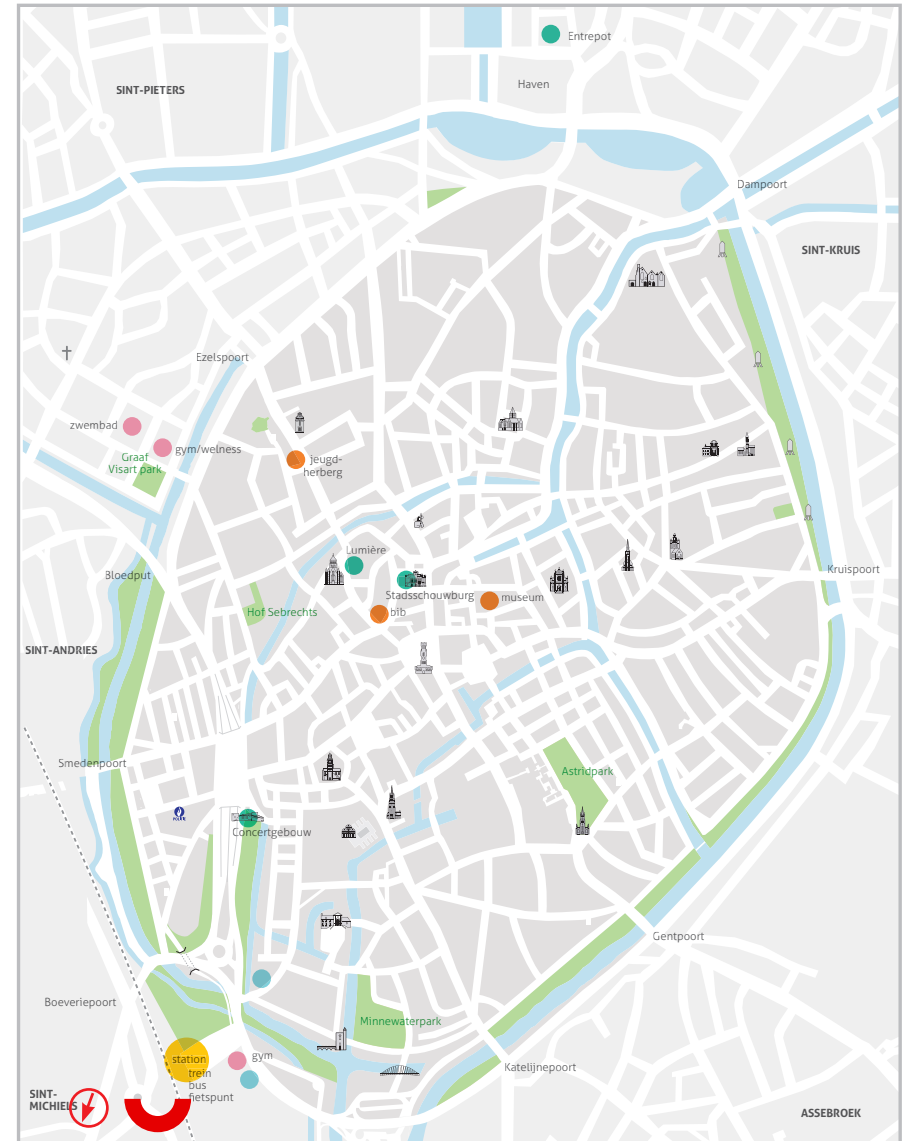 Entrepot
Haven
SINT-PIETERS
Dampoort
SINT-KRUIS
Ezelspoort
zwembad
gym/welness
Graaf
Visart park
jeugd-
herberg
Lumière
Bloedput
Kruispoort
Stadsschouwburg
museum
Hof Sebrechts
bib
SINT-ANDRIES
Smedenpoort
Astridpark
Concertgebouw
Gentpoort
Boeveriepoort
Minnewaterpark
station
gym
trein
bus
fietspunt
Katelijnepoort
SINT-
MICHIELS
ASSEBROEK